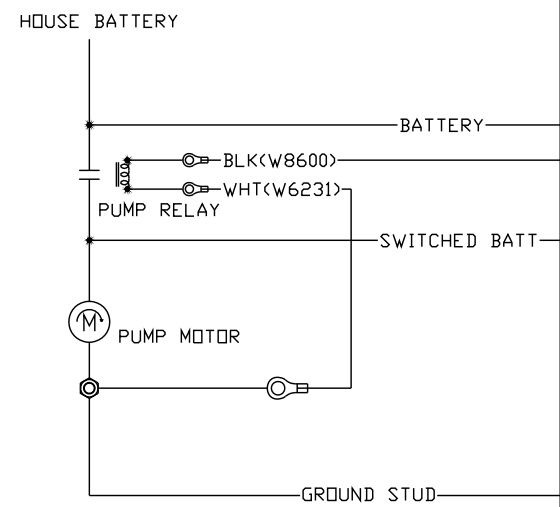 HOUSE BATTERY
BATTERY
BLK(W8600)
WHT(W6231)
PUMP RELAY
SWITCHED BATT
M
PUMP MOTOR
GROUND STUD